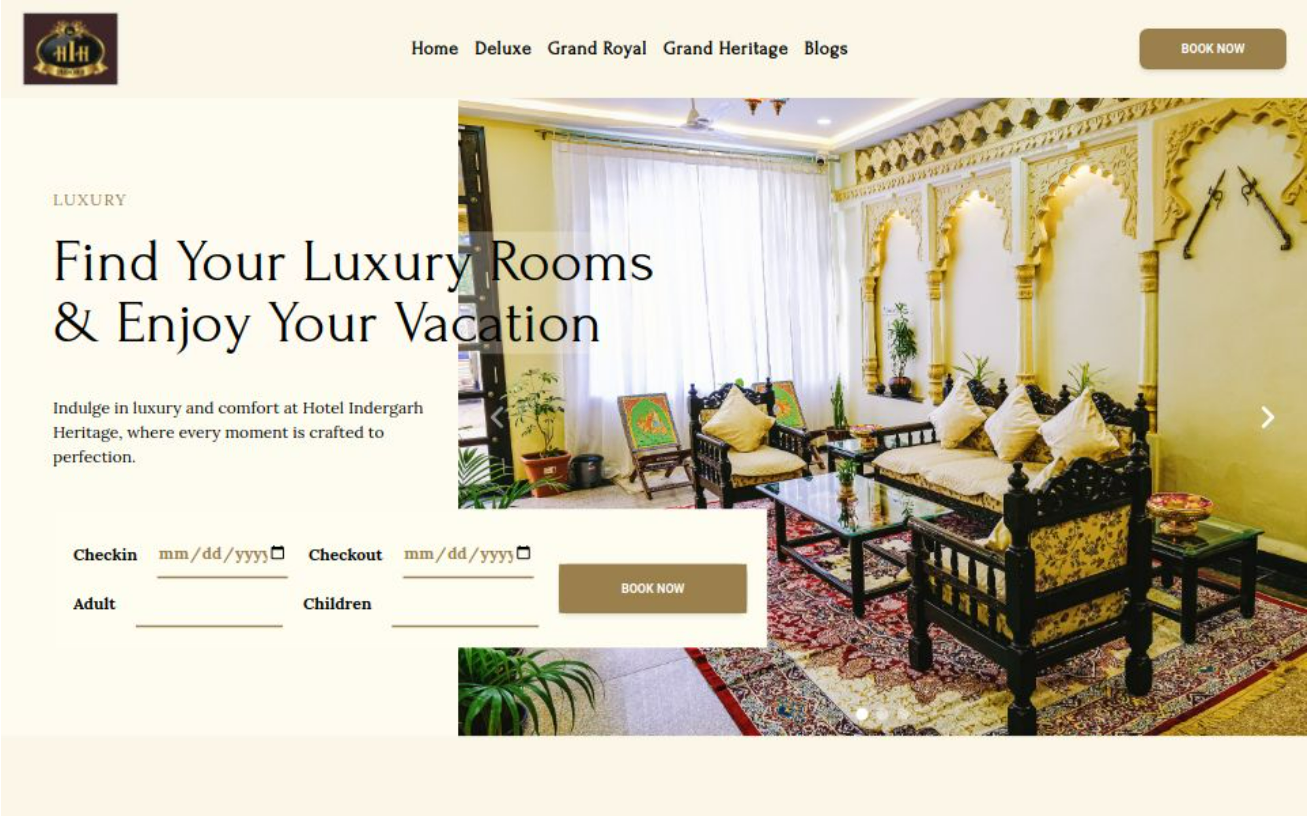 HIH
Home Deluxe Grand Royal Grand Heritage Blogs
BOOK NOW
LUXURY
Find Your Luxury Rooms
& Enjoy Your Vacation
Indulge in luxury and comfort at Hotel Indergarh
Heritage, where every moment is crafted to
perfection.
Checkin mm/dd/yyyy Checkout mm/dd/yyyy
BOOK NOW
Adult Children